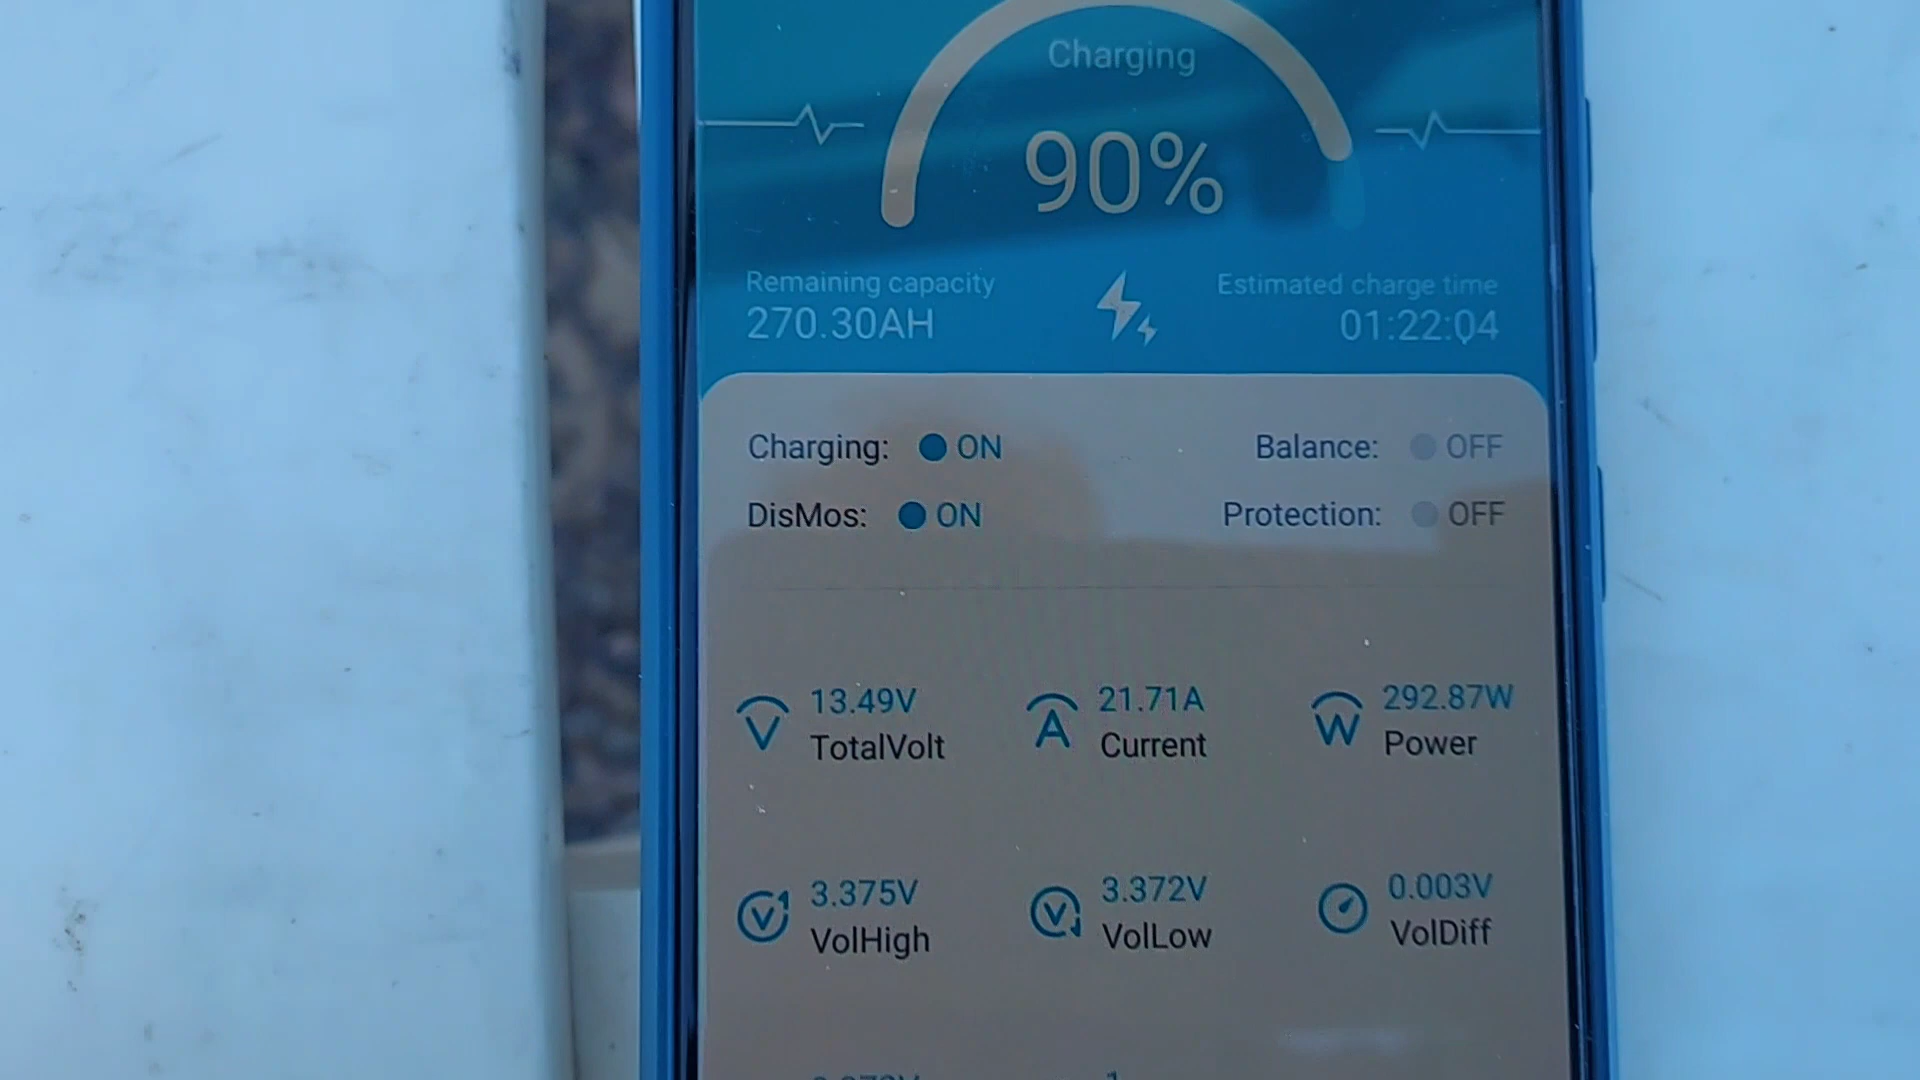 Charging
90%
Remaining capacity
270.30AH
Estimated charge time
01:22:04
Charging: ON
Balance: OFF
DisMos: ON
Protection: OFF
13.49V
TotalVolt
21.71A
Current
292.87W
Power
3.375V
VolHigh
3.372V
VolLow
0.003V
VolDiff